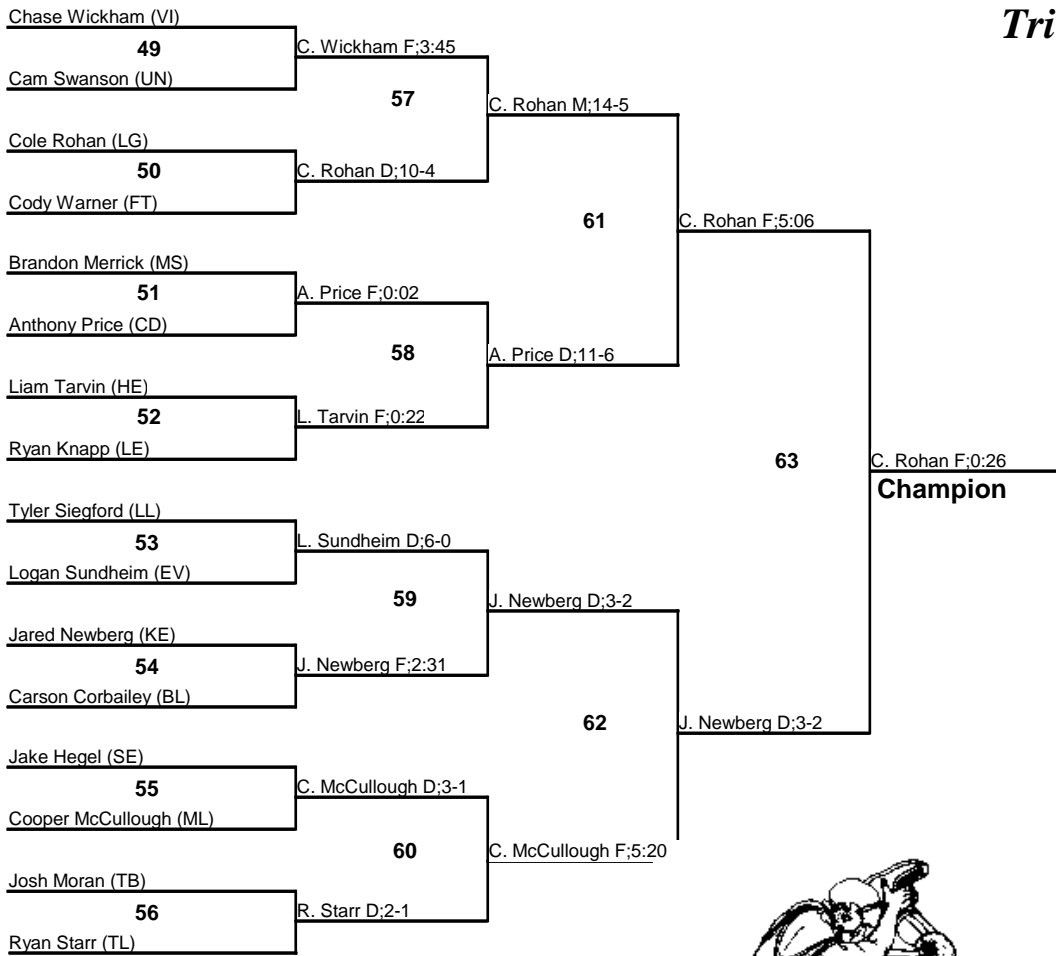 Chase Wickham (VI)
Tri
49
C. Wickham F;3:45
Cam Swanson (UN)
57
C. Rohan M;14-5
Cole Rohan (LG)
50
C. Rohan D;10-4
Cody Warner (FT)
61
C. Rohan F;5:06
Brandon Merrick (MS)
51
A. Price F;0:02
Anthony Price (CD)
58
A. Price D;11-6
Liam Tarvin (HE)
52
L. Tarvin F;0:22
Ryan Knapp (LE)
63
C. Rohan F;0:26
Champion
Tyler Siegford (LL)
53
L. Sundheim D;6-0
Logan Sundheim (EV)
59
J. Newberg D;3-2
Jared Newberg (KE)
54
J. Newberg F;2:31
Carson Corbailey (BL)
62
J. Newberg D;3-2
Jake Hegel (SE)
55
C. McCullough D;3-1
Cooper McCullough (ML)
60
C. McCullough F;5:20
Josh Moran (TB)
56
R. Starr D;2-1
Ryan Starr (TL)